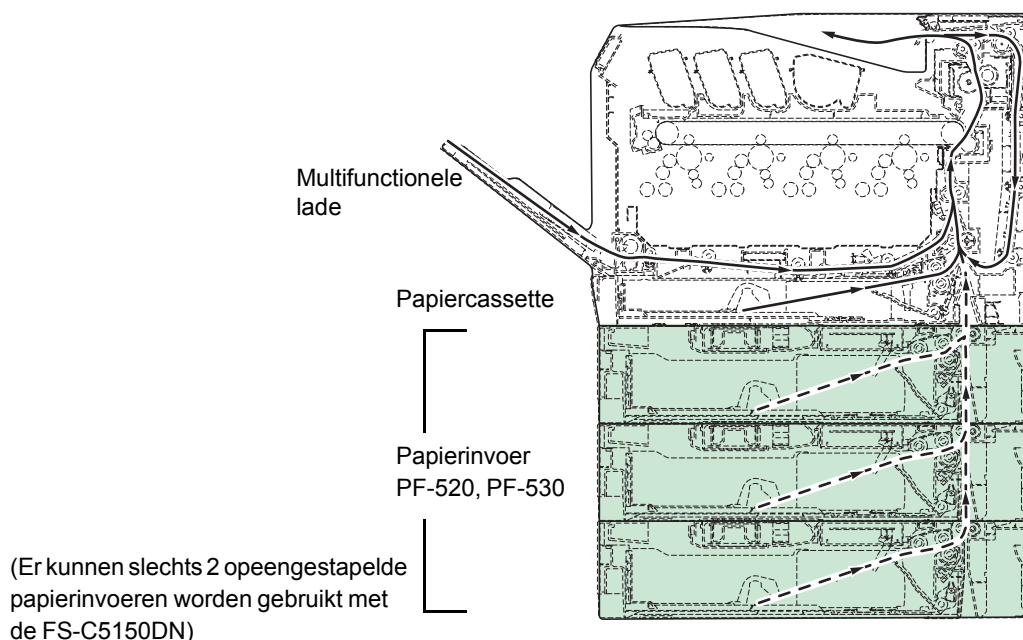 Multifunctionele
lade
Papiercassette
Papierinvoer
PF-520, PF-530
(Er kunnen slechts 2 opeengestapelde
papierinvoeren worden gebruikt met
de FS-C5150DN)